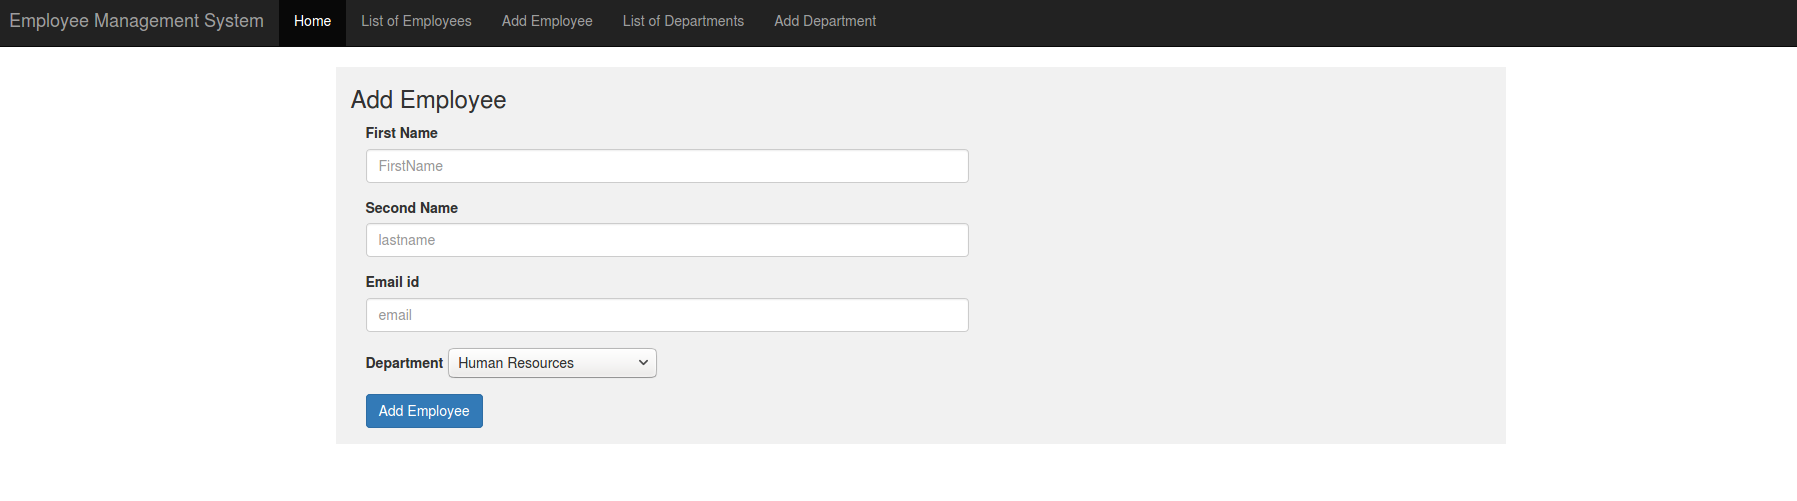 Employee Management System Home List of Employees Add Employee List of Departments Add Department
Add Employee
First Name
FirstName
Second Name
lastname
Email id
email
Department Human Resources
Add Employee